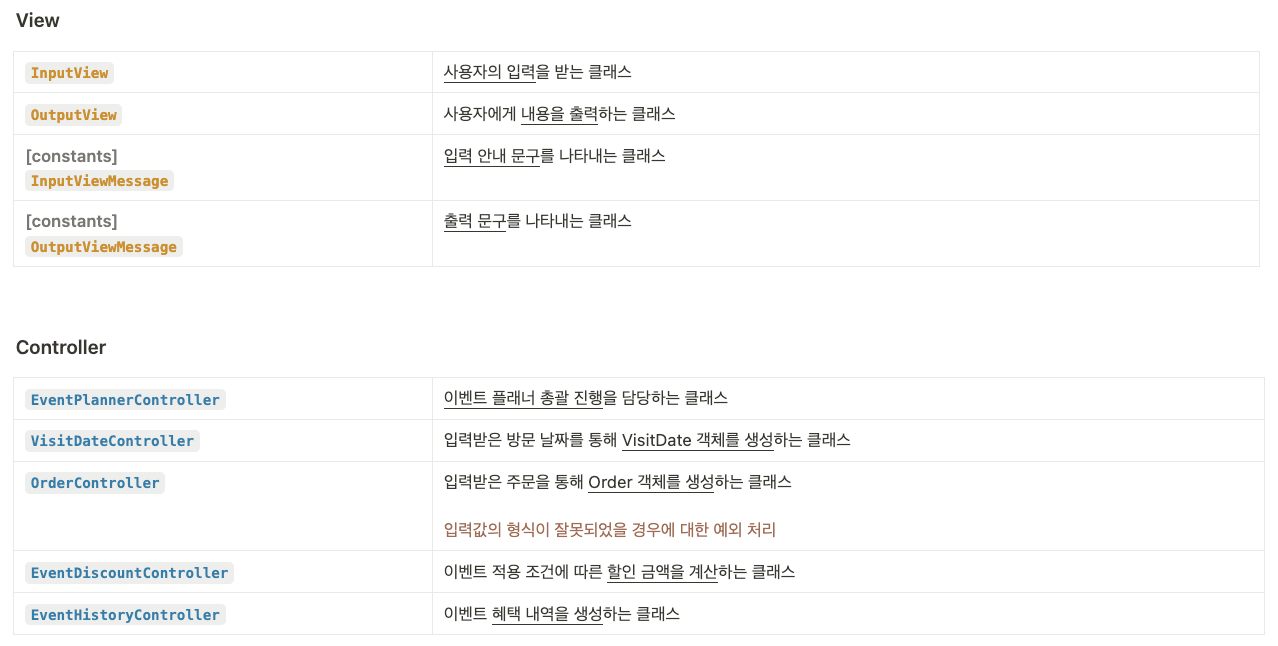 View
InputView
사용자의 입력을 받는 클래스
OutputView
사용자에게 내용을 출력하는 클래스
[constants]
InputViewMessage
입력 안내 문구를 나타내는 클래스
[constants]
OutputViewMessage
출력 문구를 나타내는 클래스
Controller
EventPlannerController
이벤트 플래너 총괄 진행을 담당하는 클래스
VisitDateController
입력받은 방문 날짜를 통해 VisitDate 객체를 생성하는 클래스
OrderController
입력받은 주문을 통해 Order 객체를 생성하는 클래스
입력값의 형식이 잘못되었을 경우에 대한 예외 처리
EventDiscountController
이벤트 적용 조건에 따른 할인 금액을 계산하는 클래스
EventHistoryController
이벤트 혜택 내역을 생성하는 클래스